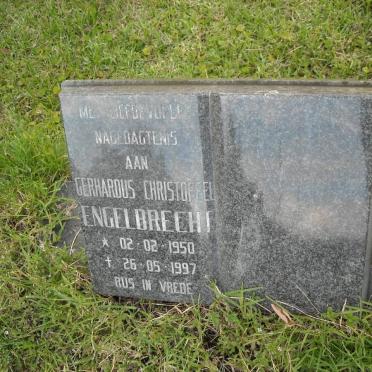 MET LIEFDEVOLLE
NAGEDAGTENIS
AAN
GERHARDUS CHRISTOFFEL
ENGELBRECHT
* 02·02·1950
† 26·05·1997
RUS IN VREDE